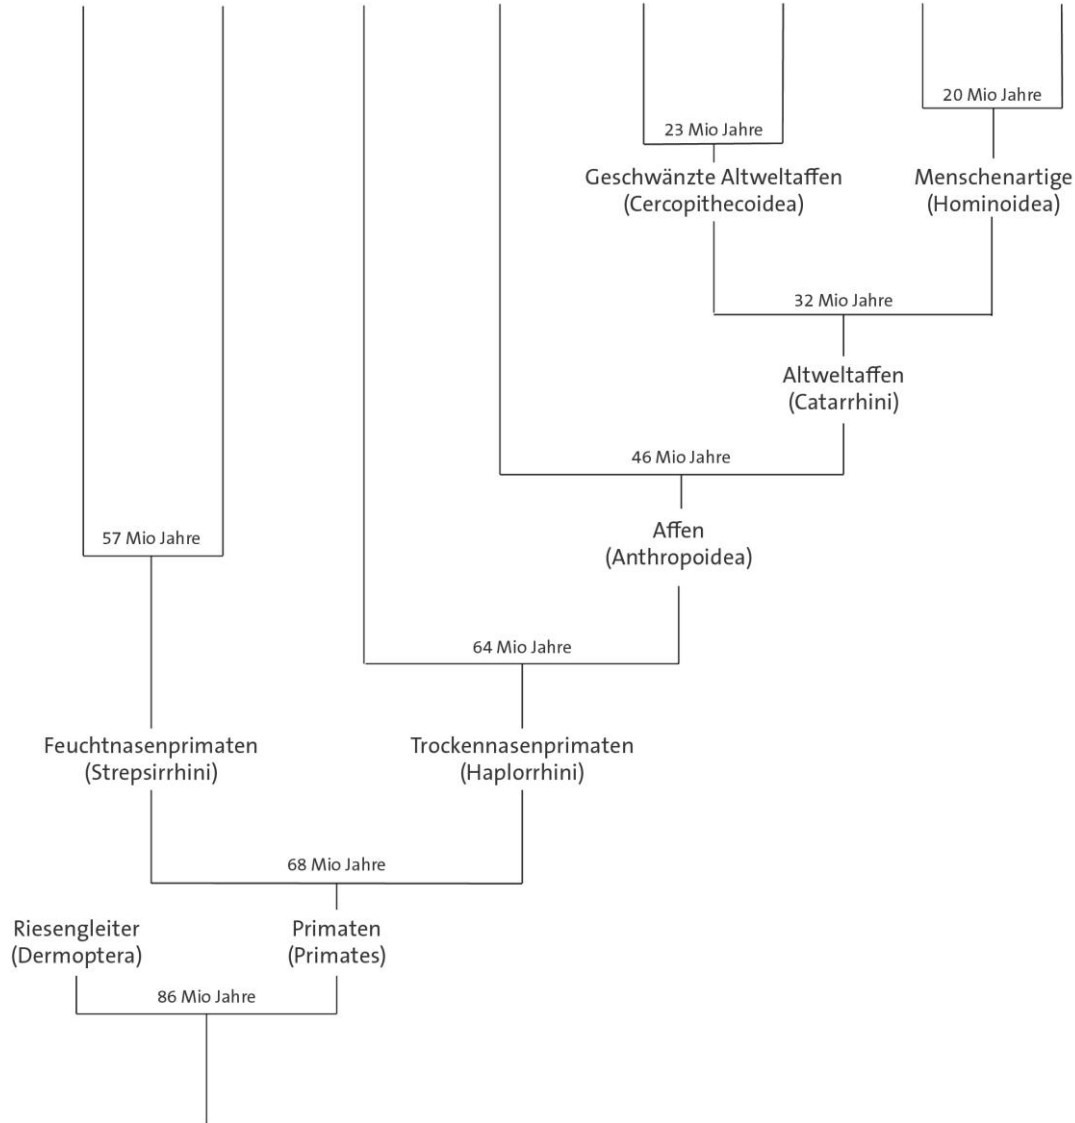 20 Mio Jahre
23 Mio Jahre
Geschwänzte Altweltaffen
(Cercopithecoidea)
Menschenartige
(Hominoidea)
32 Mio Jahre
Altweltaffen
(Catarrhini)
46 Mio Jahre
Affen
(Anthropoidea)
57 Mio Jahre
64 Mio Jahre
Feuchtnasenprimaten
(Strepsirrhini)
Trockennasenprimaten
(Haplorrhini)
68 Mio Jahre
Riesengleiter
(Dermoptera)
Primaten
(Primates)
86 Mio Jahre